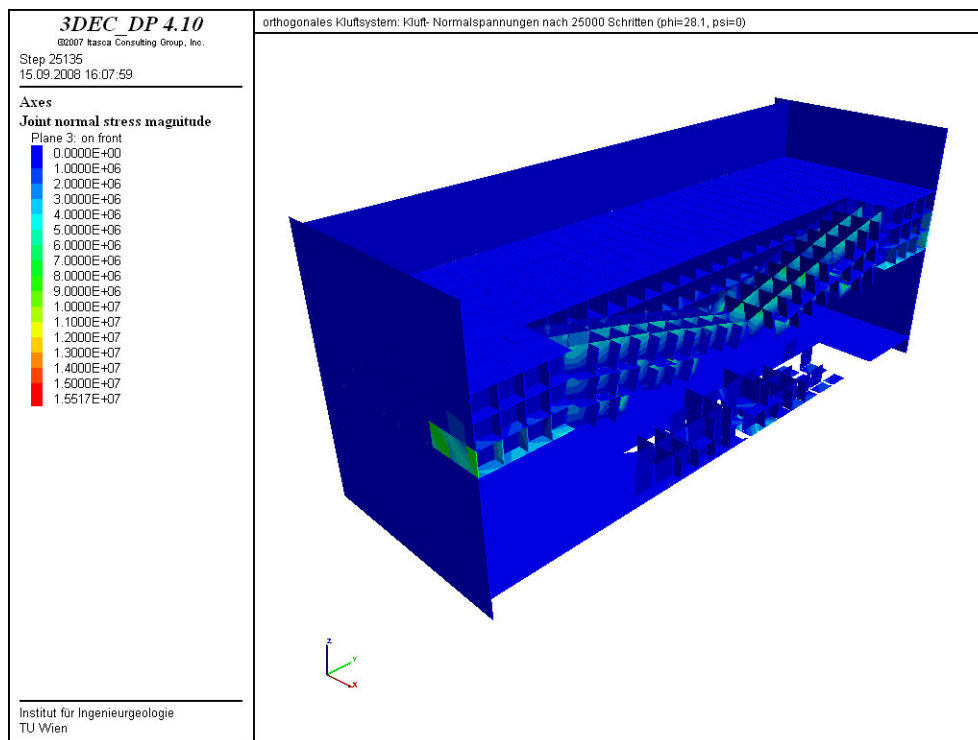 3DEC_DP 4.10
©2007 Itasca Consulting Group, Inc.
Step 25135
15.09.2008 16:07:59
Axes
Joint normal stress magnitude
Plane 3: on front
0.0000E+00
1.0000E+06
2.0000E+06
3.0000E+06
4.0000E+06
5.0000E+06
6.0000E+06
7.0000E+06
8.0000E+06
9.0000E+06
1.0000E+07
1.1000E+07
1.2000E+07
1.3000E+07
1.4000E+07
1.5000E+07
1.5517E+07
Institut für Ingenieurgeologie
TU Wien
orthogonales Kluftsystem: Kluft- Normalspannungen nach 25000 Schritten (phi=28.1, psi=0)
Z
Y
X